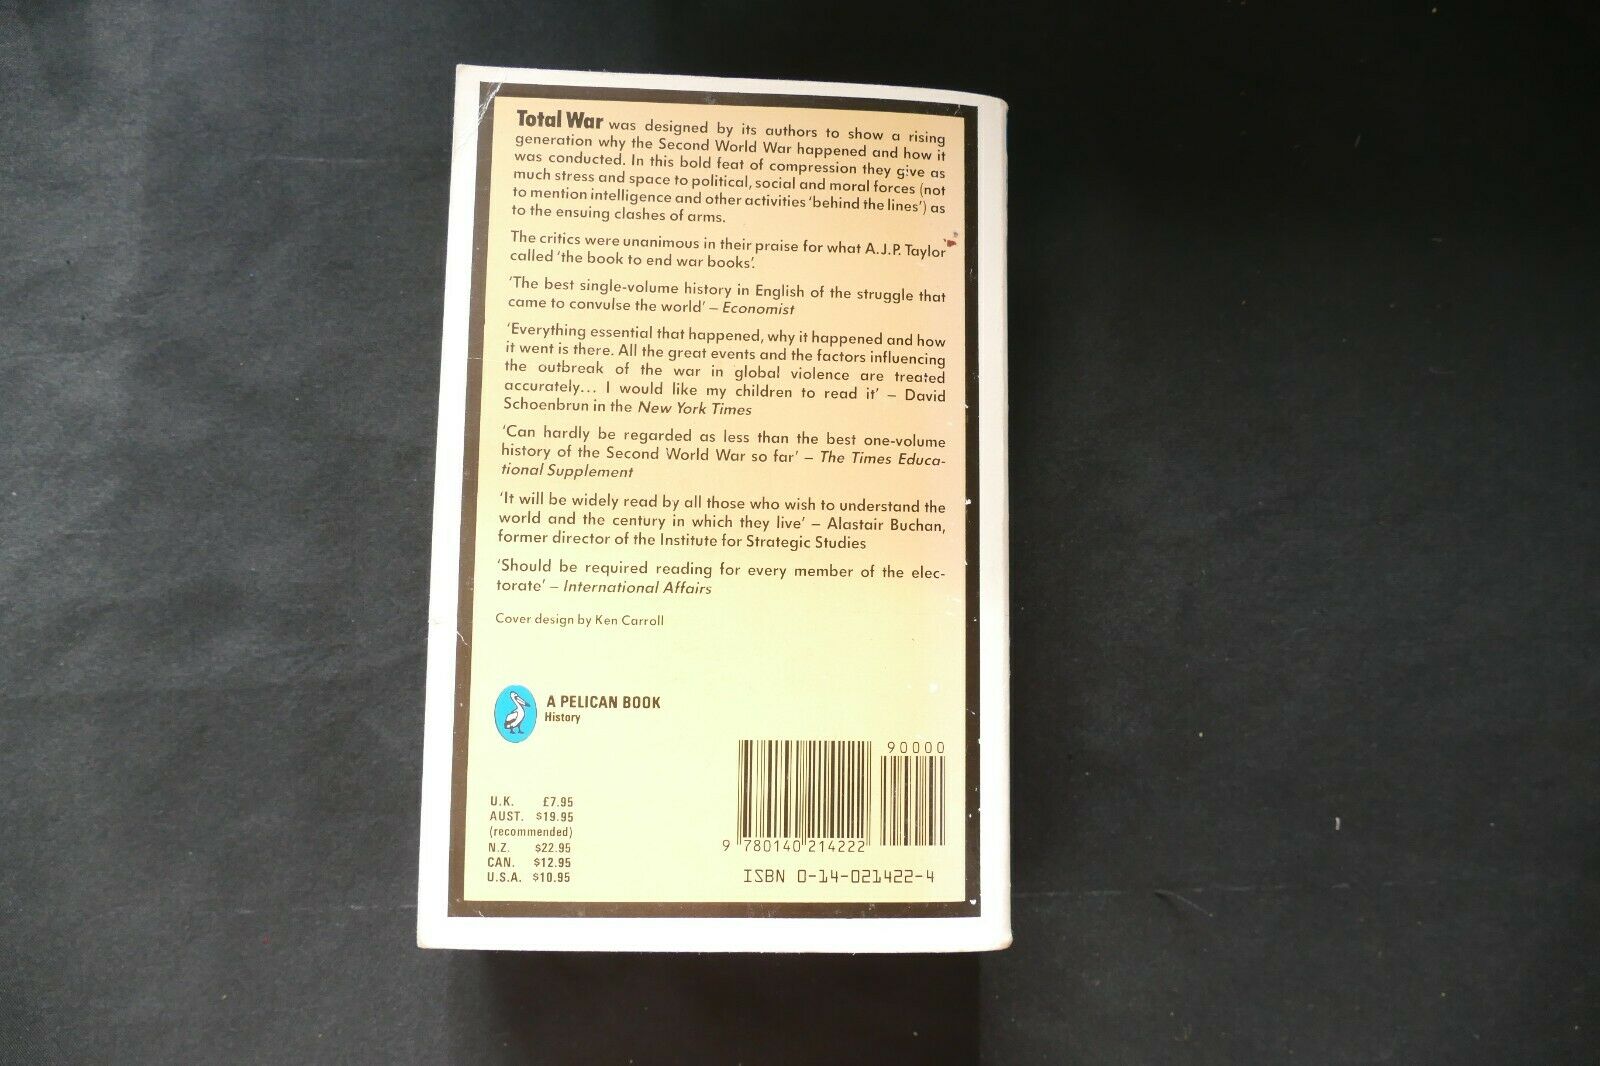 Total War was designed by its authors to show a rising
generation why the Second World War happened and how it
was conducted. In this bold feat of compression they give as
much stress and space to political, social and moral forces (not
to mention intelligence and other activities ‘behind the lines’) as
to the ensuing clashes of arms.
The critics were unanimous in their praise for what A.J.P. Taylor
called ‘the book to end war books’.
‘The best single-volume history in English of the struggle that
came to convulse the world’ – Economist
‘Everything essential that happened, why it happened and how
it went is there. All the great events and the factors influencing
the outbreak of the war in global violence are treated
accurately... I would like my children to read it’ – David
Schoenbrun in the New York Times
‘Can hardly be regarded as less than the best one-volume
history of the Second World War so far’ – The Times Educa-
tional Supplement
‘It will be widely read by all those who wish to understand the
world and the century in which they live’ – Alastair Buchan,
former director of the Institute for Strategic Studies
‘Should be required reading for every member of the elec-
torate’ – International Affairs
Cover design by Ken Carroll
A PELICAN BOOK
History
U.K. £7.95
AUST. $19.95
(recommended)
N.Z. $22.95
CAN. $12.95
U.S.A. $10.95
90000
9 780140 214222
ISBN 0-14-021422-4